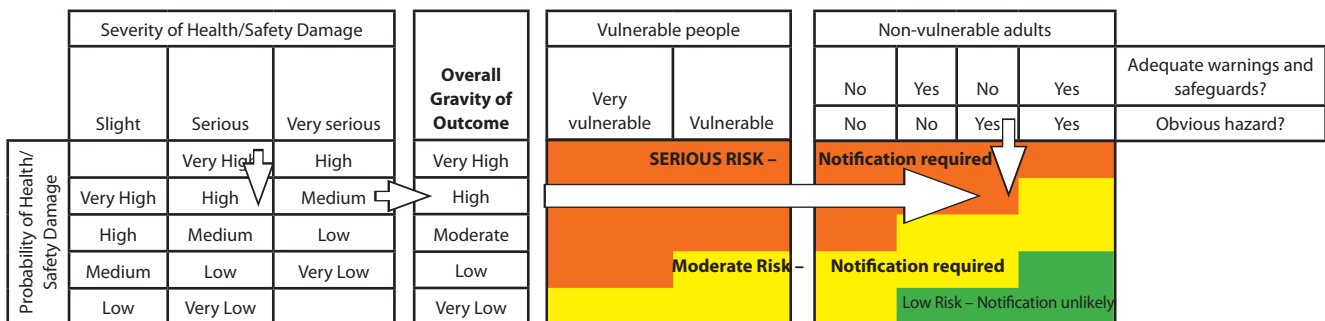 Severity of Health/Safety Damage
Vulnerable people
Non-vulnerable adults
Slight
Serious
Very serious
Overall
Gravity of
Outcome
Very
vulnerable
Vulnerable
No
Yes
No
Yes
Adequate warnings and
safeguards?
No
No
Yes
Yes
Obvious hazard?
Probability of Health/
Safety Damage
Very High
High
Very High
SERIOUS RISK – Notification required
Very High
High
Medium
High
High
Medium
Low
Moderate
Medium
Low
Very Low
Low
Moderate Risk – Notification required
Low
Very Low
Very Low
Low Risk – Notification unlikely